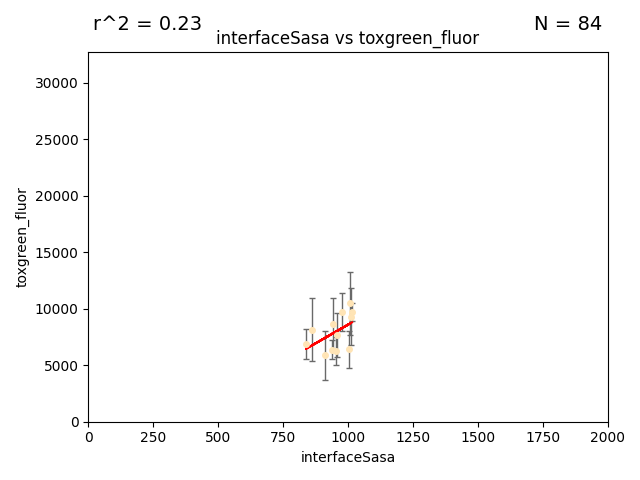 r^2 = 0.23
N = 84
interfaceSasa vs toxgreen_fluor
30000
25000
20000
15000
10000
5000
0
toxgreen_fluor
0 250 500 750 1000 1250 1500 1750 2000
interfaceSasa